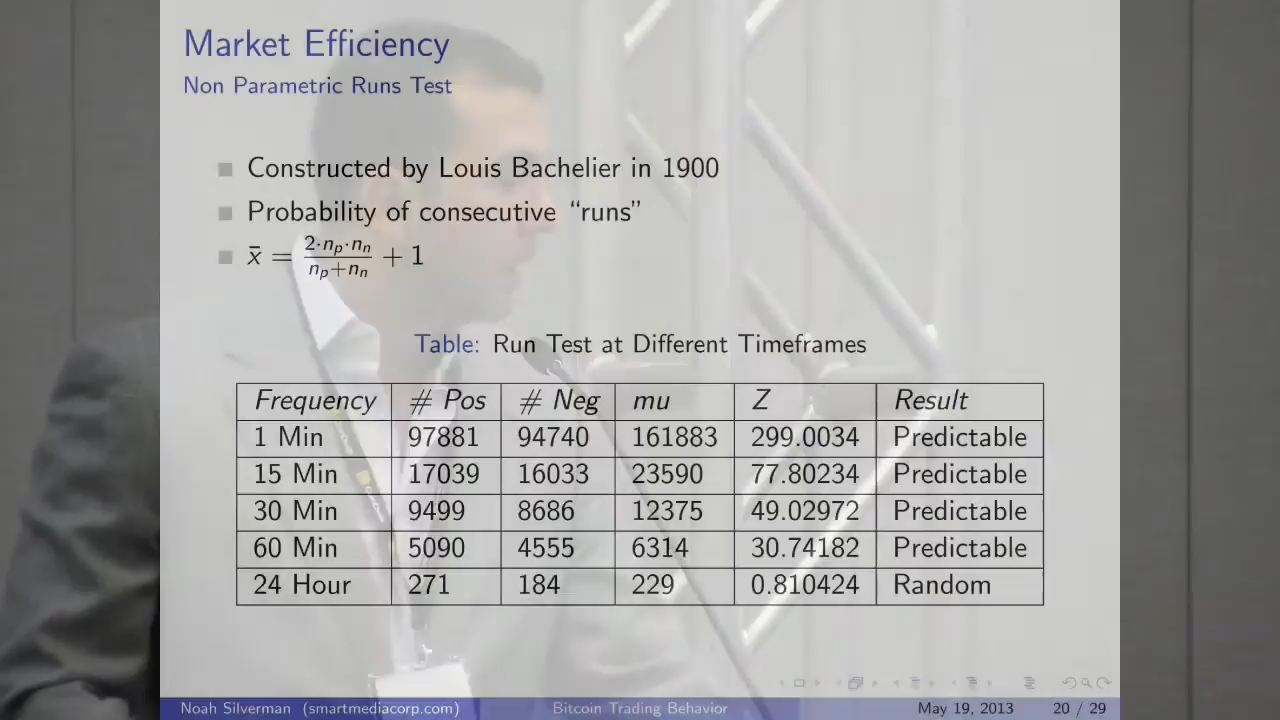 Market Efficiency
Non Parametric Runs Test
Constructed by Louis Bachelier in 1900
Probability of consecutive “runs”
x̄ = 2·nₚ·nₙ / nₚ+nₙ + 1
Table: Run Test at Different Timeframes
Frequency # Pos # Neg mu Z Result
1 Min 97881 94740 161883 299.0034 Predictable
15 Min 17039 16033 23590 77.80234 Predictable
30 Min 9499 8686 12375 49.02972 Predictable
60 Min 5090 4555 6314 30.74182 Predictable
24 Hour 271 184 229 0.810424 Random
Noah Silverman (smartmediacorp.com) Bitcoin Trading Behavior May 19, 2013 20 / 29